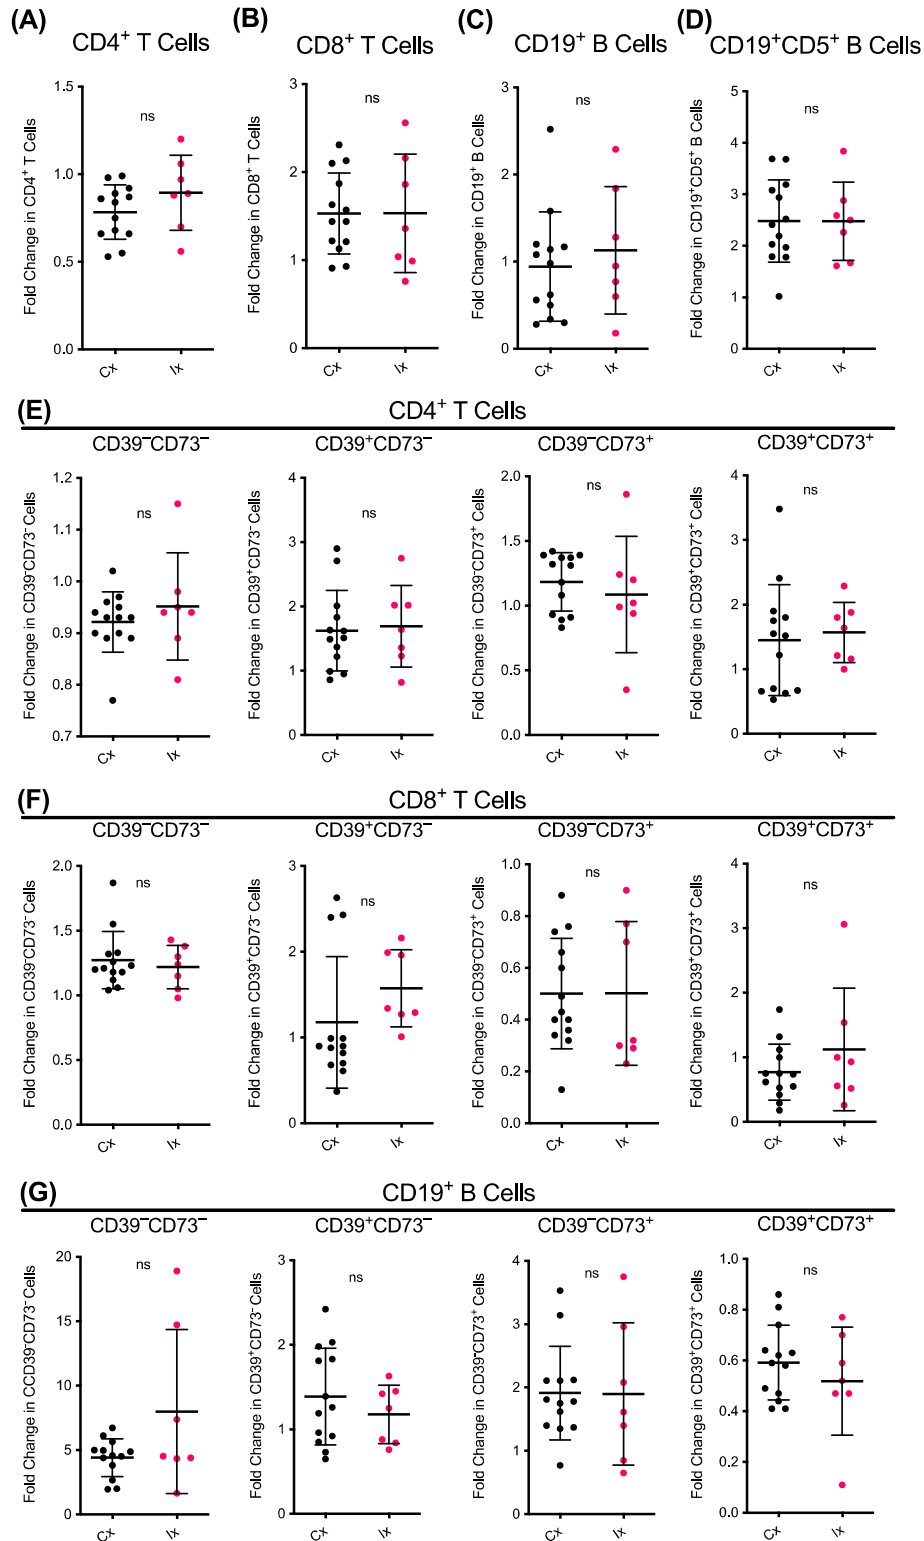 (A)
CD4⁺ T Cells
Fold Change in CD4⁺ T Cells
1.5
1.0
0.5
0.0
ns
Cx
Ix
(B)
CD8⁺ T Cells
Fold Change in CD8⁺ T Cells
3
2
1
0
ns
Cx
Ix
(C)
CD19⁺ B Cells
Fold Change in CD19⁺ B Cells
3
2
1
0
ns
Cx
Ix
(D)
CD19⁺CD5⁺ B Cells
Fold Change in CD19⁺CD5⁺ B Cells
5
4
3
2
1
0
ns
Cx
Ix
(E)
CD4⁺ T Cells
CD39⁻CD73⁻
Fold Change in CD39⁻CD73⁻ Cells
1.2
1.1
1.0
0.9
0.8
0.7
ns
Cx
Ix
CD39⁺CD73⁻
Fold Change in CD39⁺CD73⁻ Cells
4
3
2
1
0
ns
Cx
Ix
CD39⁻CD73⁺
Fold Change in CD39⁻CD73⁺ Cells
2.0
1.5
1.0
0.5
0.0
ns
Cx
Ix
CD39⁺CD73⁺
Fold Change in CD39⁺CD73⁺ Cells
4
3
2
1
0
ns
Cx
Ix
(F)
CD8⁺ T Cells
CD39⁻CD73⁻
Fold Change in CD39⁻CD73⁻ Cells
2.0
1.5
1.0
0.5
0.0
ns
Cx
Ix
CD39⁺CD73⁻
Fold Change in CD39⁺CD73⁻ Cells
3
2
1
0
ns
Cx
Ix
CD39⁻CD73⁺
Fold Change in CD39⁻CD73⁺ Cells
1.0
0.8
0.6
0.4
0.2
0.0
ns
Cx
Ix
CD39⁺CD73⁺
Fold Change in CD39⁺CD73⁺ Cells
4
3
2
1
0
ns
Cx
Ix
(G)
CD19⁺ B Cells
CD39⁻CD73⁻
Fold Change in CCD39⁻CD73⁻ Cells
20
15
10
5
0
ns
Cx
Ix
CD39⁺CD73⁻
Fold Change in CD39⁺CD73⁻ Cells
3
2
1
0
ns
Cx
Ix
CD39⁻CD73⁺
Fold Change in CD39⁻CD73⁺ Cells
4
3
2
1
0
ns
Cx
Ix
CD39⁺CD73⁺
Fold Change in CD39⁺CD73⁺ Cells
1.0
0.8
0.6
0.4
0.2
0.0
ns
Cx
Ix